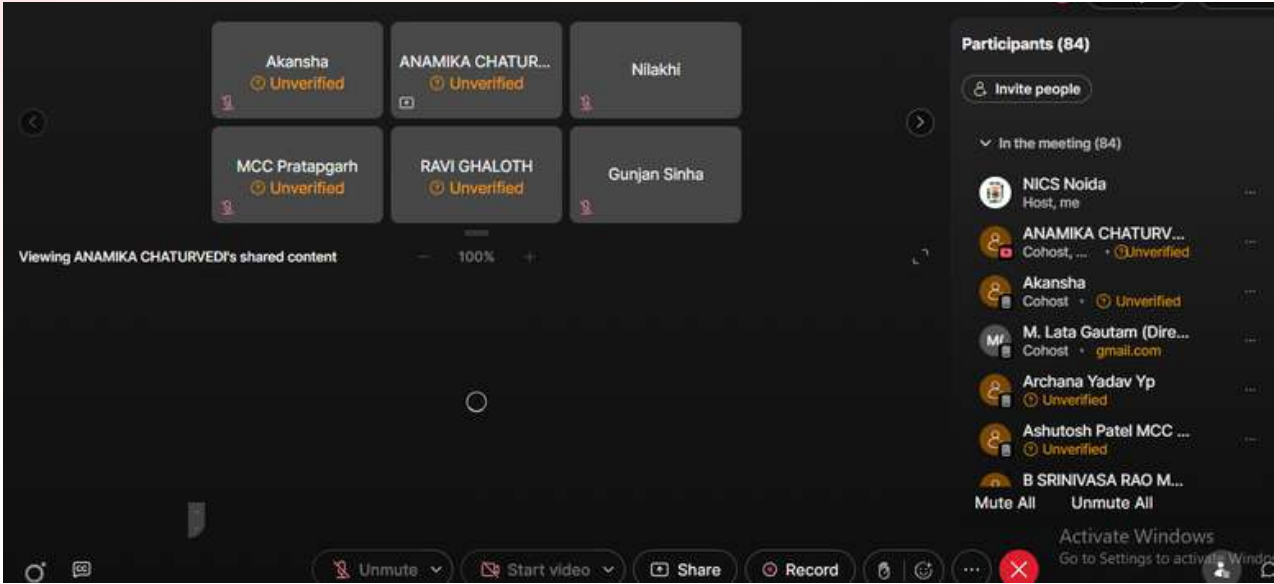 Akansha
Unverified
ANAMIKA CHATUR...
Unverified
Nilakhi
MCC Pratapgarh
Unverified
RAVI GHALOTH
Unverified
Gunjan Sinha
Viewing ANAMIKA CHATURVEDI's shared content
100%
Participants (84)
Invite people
In the meeting (84)
NICS Noida
Host, me
ANAMIKA CHATURV...
Cohost, ... • Unverified
Akansha
Cohost • Unverified
M. Lata Gautam (Dire...
Cohost • gmail.com
Archana Yadav Yp
Unverified
Ashutosh Patel MCC ...
Unverified
B SRINIVASA RAO M...
Mute All Unmute All
Activate Windows
Go to Settings to activate Windo
Unmute
Start video
Share
Record